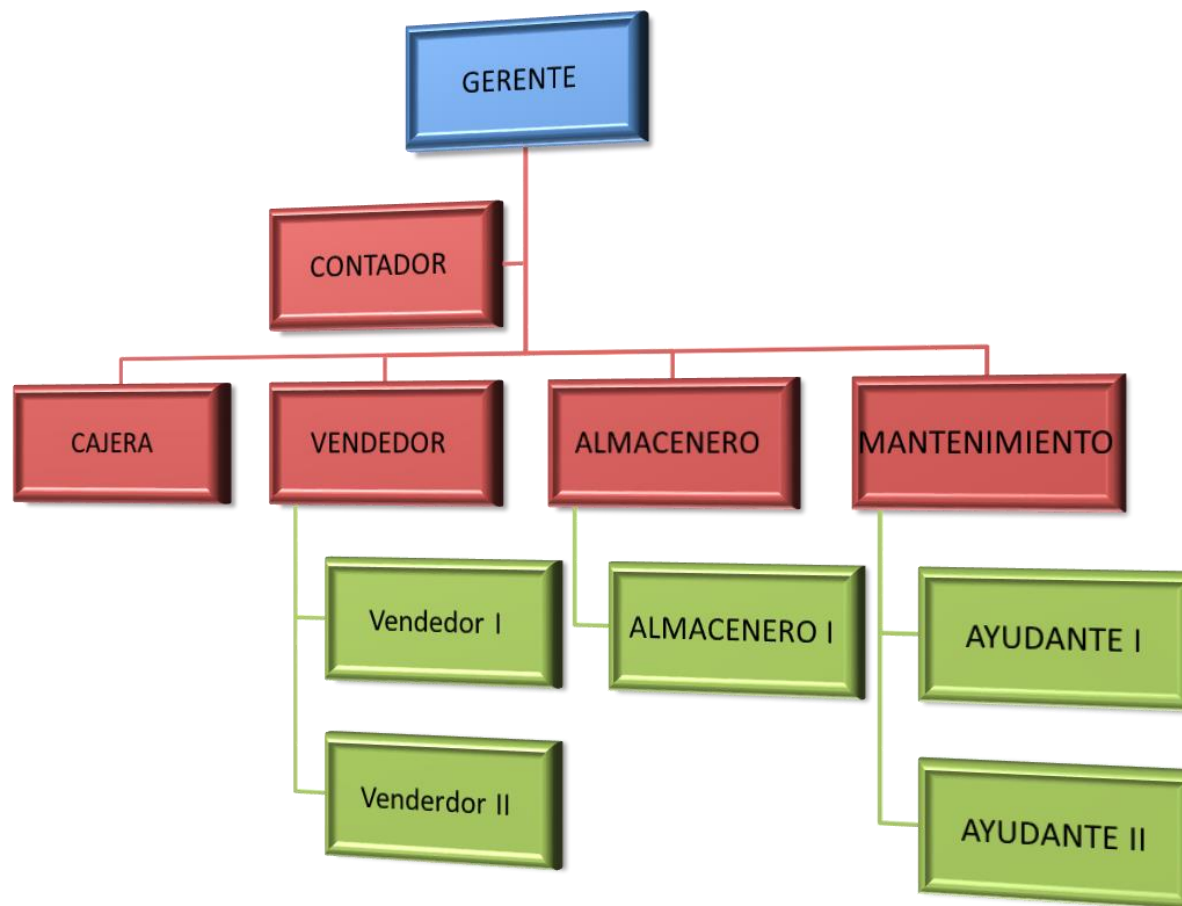 GERENTE
CONTADOR
CAJERA
VENDEDOR
ALMACENERO
MANTENIMIENTO
Vendedor I
ALMACENERO I
AYUDANTE I
Venderdor II
AYUDANTE II